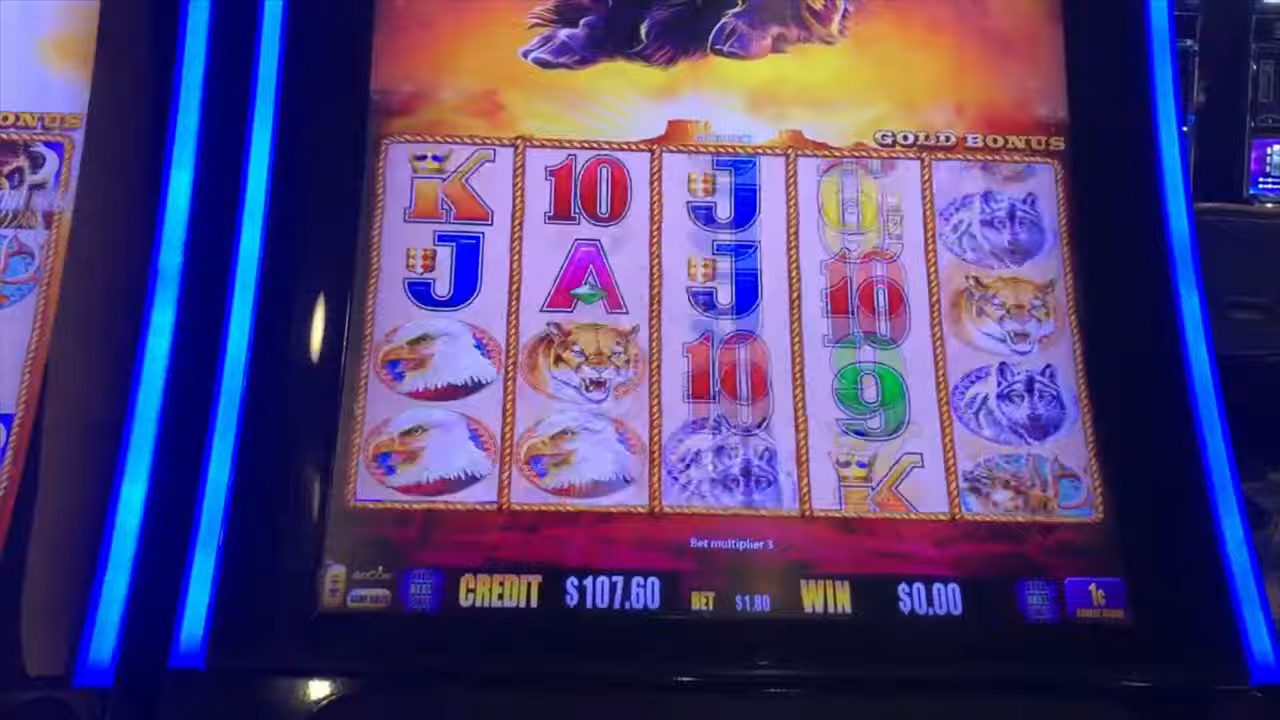 ONUS
GOLD BONUS
K 10 J
J A J 10
10 9
K
Bet multiplier 3
CREDIT $107.60 BET $1.80 WIN $0.00 1¢